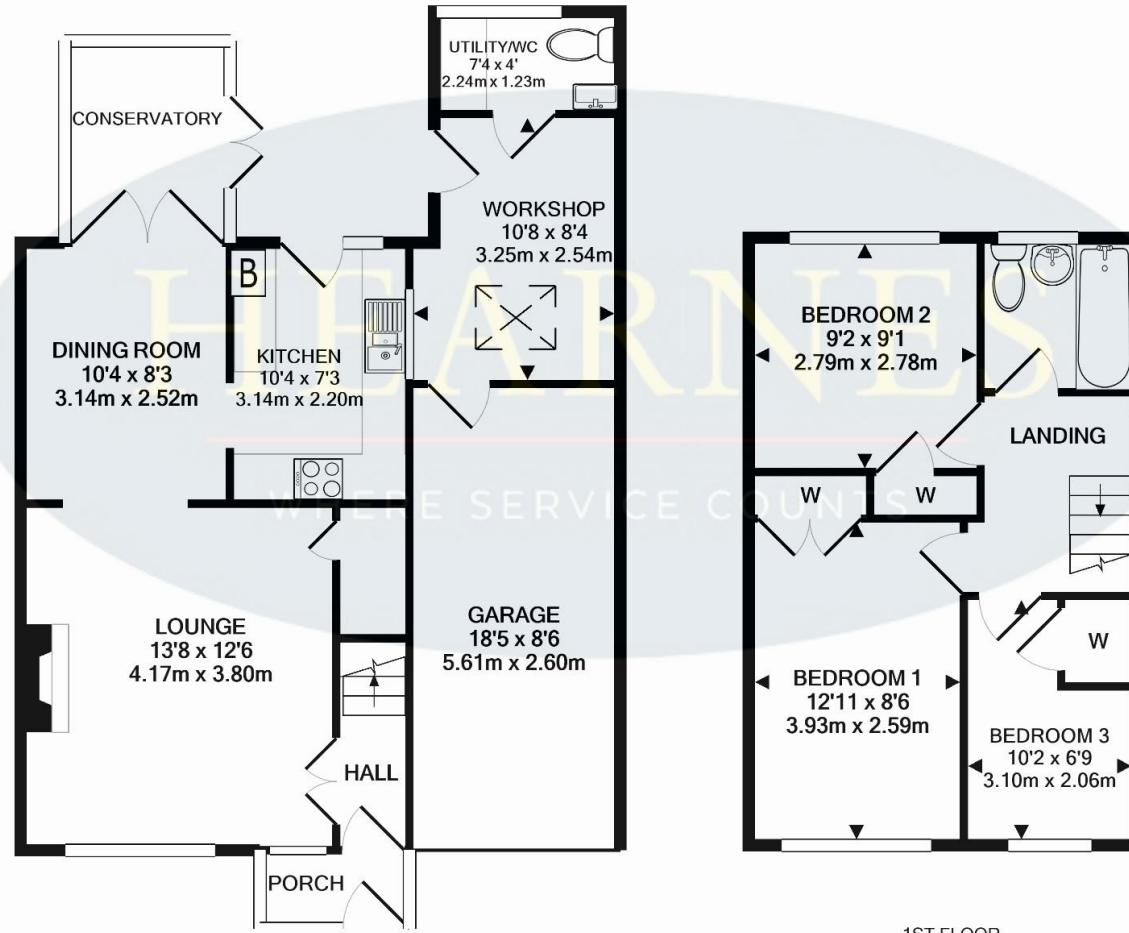 UTILITY/WC
7'4 x 4'
2.24m x 1.23m
CONSERVATORY
WORKSHOP
10'8 x 8'4
3.25m x 2.54m
B
DINING ROOM
10'4 x 8'3
3.14m x 2.52m
KITCHEN
10'4 x 7'3
3.14m x 2.20m
BEDROOM 2
9'2 x 9'1
2.79m x 2.78m
LANDING
W
W
HEARNES
WHERE SERVICE COUNTS
LOUNGE
13'8 x 12'6
4.17m x 3.80m
GARAGE
18'5 x 8'6
5.61m x 2.60m
HALL
PORCH
BEDROOM 1
12'11 x 8'6
3.93m x 2.59m
W
BEDROOM 3
10'2 x 6'9
3.10m x 2.06m
1ST FLOOR